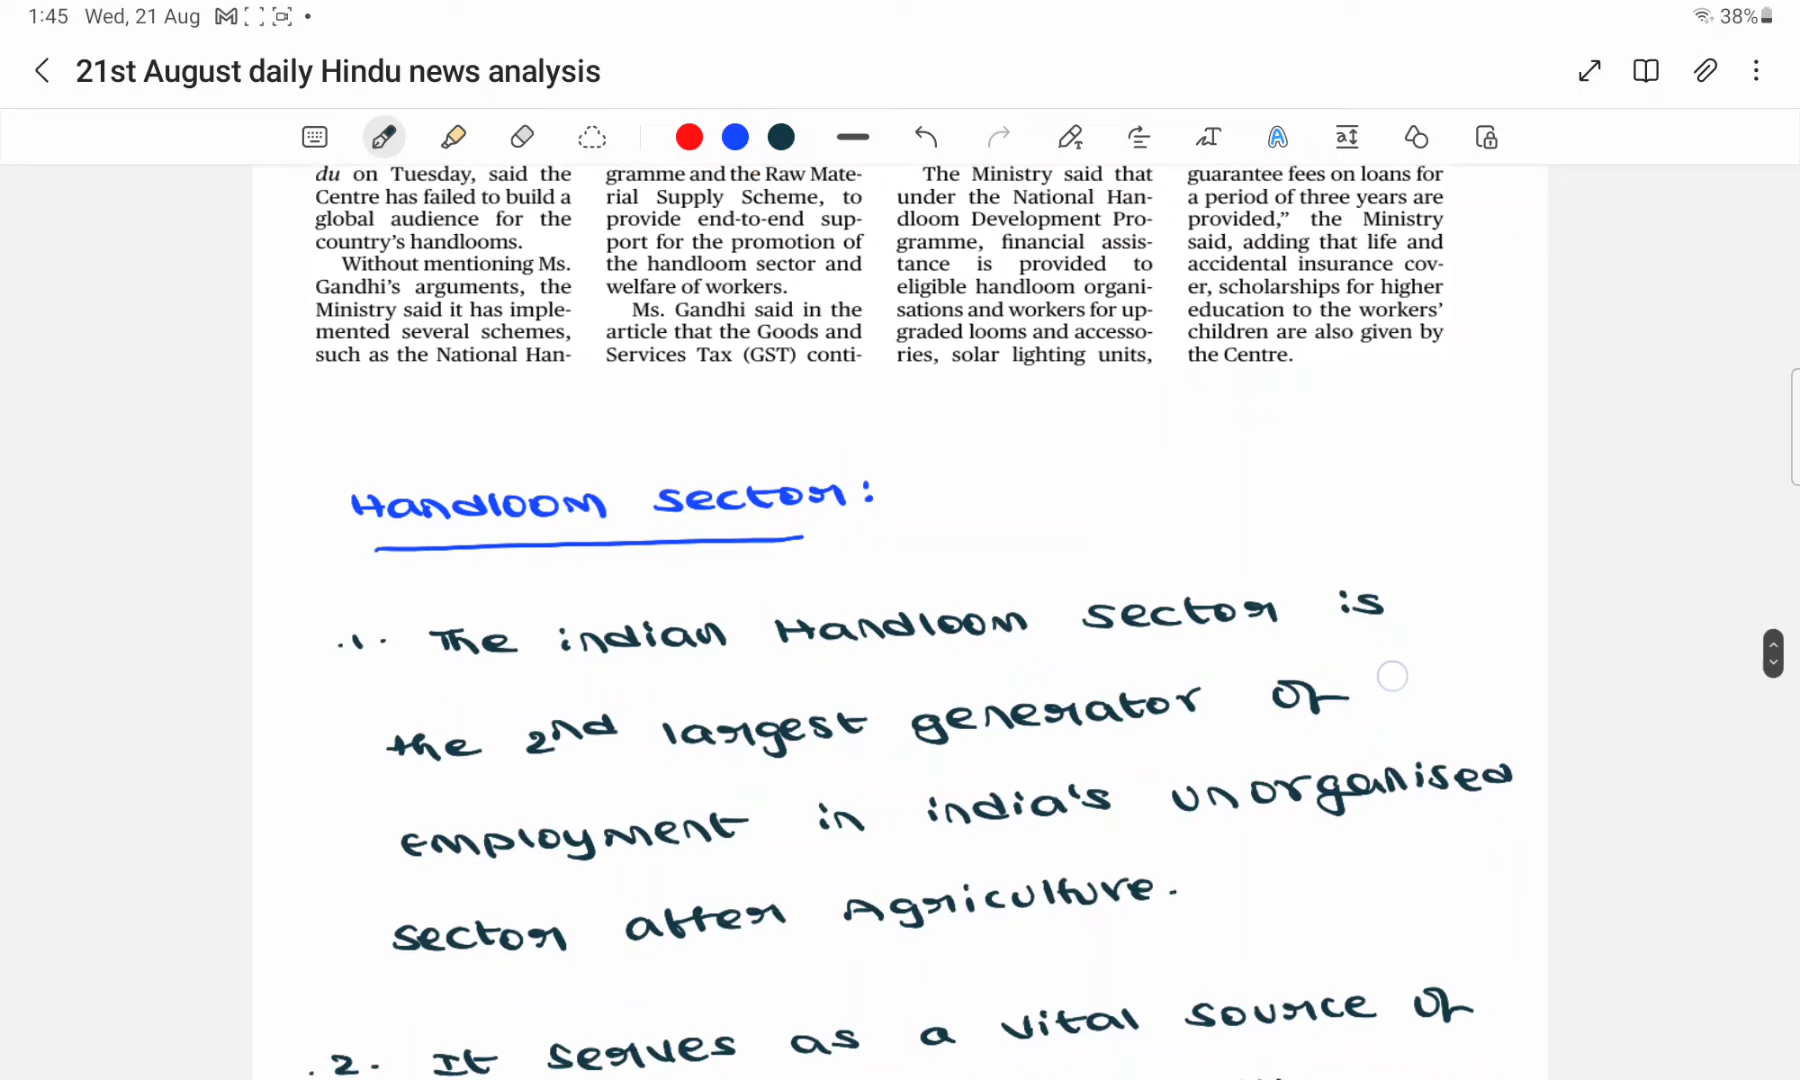 1:45 Wed, 21 Aug
38%
21st August daily Hindu news analysis
du on Tuesday, said the
Centre has failed to build a
global audience for the
country's handlooms.
Without mentioning Ms.
Gandhi's arguments, the
Ministry said it has imple-
mented several schemes,
such as the National Han-
gramme and the Raw Mate-
rial Supply Scheme, to
provide end-to-end sup-
port for the promotion of
the handloom sector and
welfare of workers.
Ms. Gandhi said in the
article that the Goods and
Services Tax (GST) conti-
The Ministry said that
under the National Han-
dloom Development Pro-
gramme, financial assis-
tance is provided to
eligible handloom organi-
sations and workers for up-
graded looms and accesso-
ries, solar lighting units,
guarantee fees on loans for
a period of three years are
provided,” the Ministry
said, adding that life and
accidental insurance cov-
er, scholarships for higher
education to the workers'
children are also given by
the Centre.
Handloom sector:
.1. The indian Handloom sector is
the 2nd largest generator of
employment in india's unorganised
sector after Agriculture.
.2. It serves as a vital source of